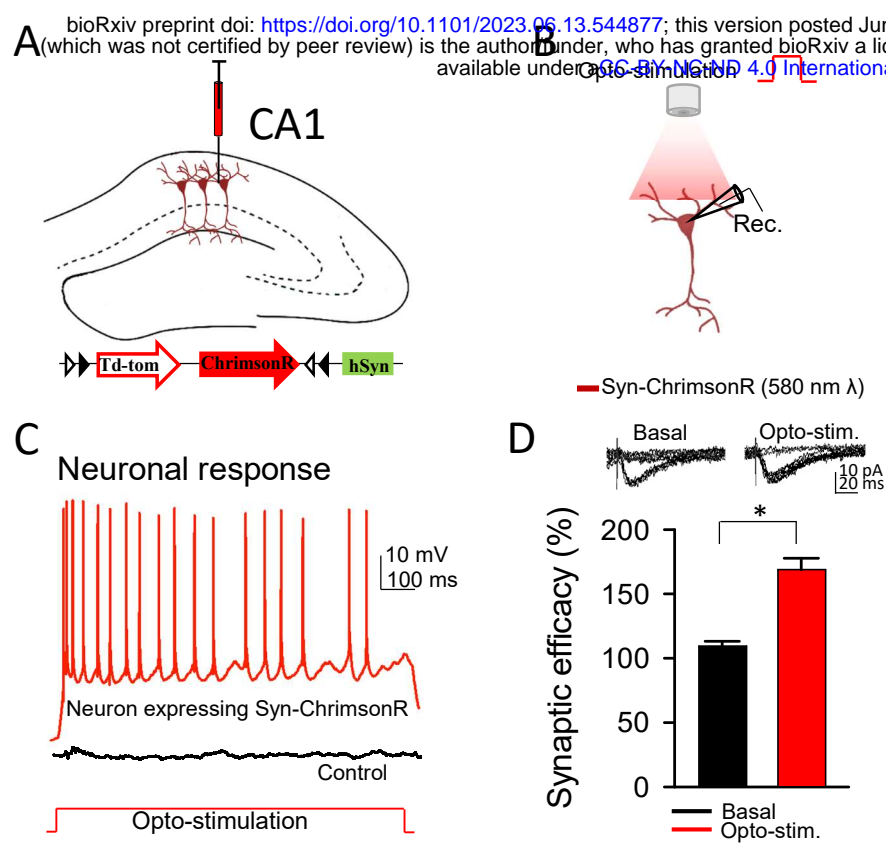 bioRxiv preprint doi: https://doi.org/10.1101/2023.06.13.544877; this version posted Jun
(which was not certified by peer review) is the author/funder, who has granted bioRxiv a lic
available under aCC-BY-NC-ND 4.0 Internationa
A
CA1
Td-tom
ChrimsonR
hSyn
B
Opto-stimulation
Rec.
Syn-ChrimsonR (580 nm λ)
C
Neuronal response
10 mV
100 ms
Neuron expressing Syn-ChrimsonR
Control
Opto-stimulation
D
Basal
Opto-stim.
10 pA
20 ms
Synaptic efficacy (%)
200
150
100
50
0
*
Basal
Opto-stim.